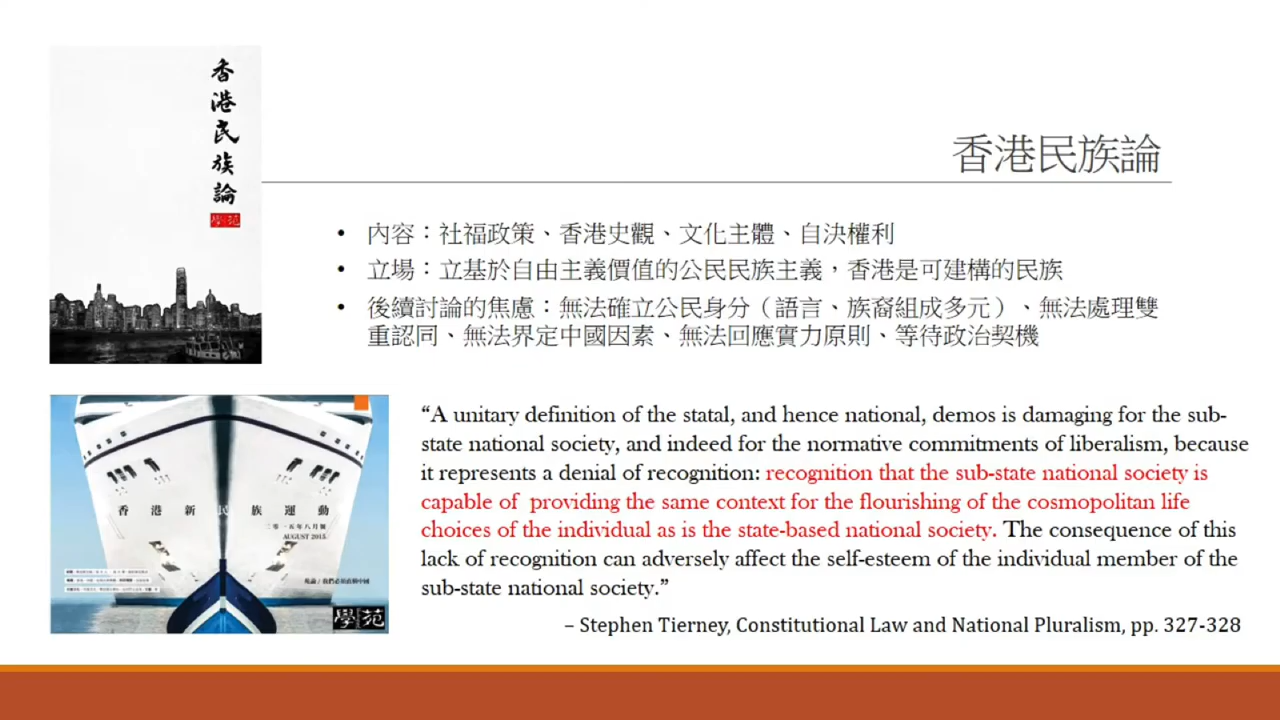 香港民族論
學苑
香港民族論
• 內容：社福政策、香港史觀、文化主體、自決權利
• 立場：立基於自由主義價值的公民民族主義，香港是可建構的民族
• 後續討論的焦慮：無法確立公民身分（語言、族裔組成多元）、無法處理雙
重認同、無法界定中國因素、無法回應實力原則、等待政治契機
香港新民族運動
二零一五年八月號
AUGUST 2015
學苑
“A unitary definition of the statal, and hence national, demos is damaging for the sub-
state national society, and indeed for the normative commitments of liberalism, because
it represents a denial of recognition: recognition that the sub-state national society is
capable of providing the same context for the flourishing of the cosmopolitan life
choices of the individual as is the state-based national society. The consequence of this
lack of recognition can adversely affect the self-esteem of the individual member of the
sub-state national society.”
– Stephen Tierney, Constitutional Law and National Pluralism, pp. 327-328